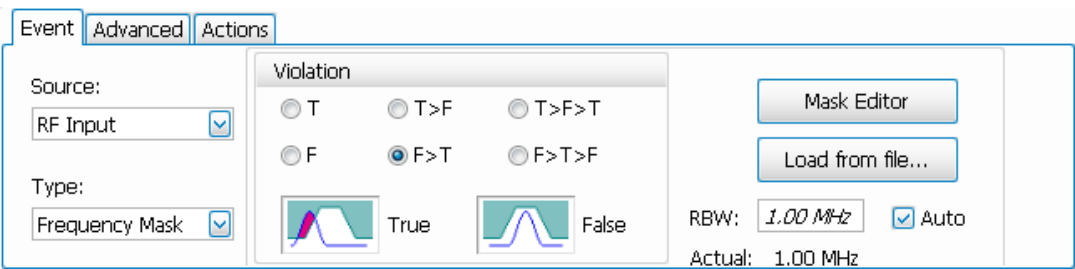 Event Advanced Actions
Violation
Source:
RF Input
T T>F T>F>T
F F>T F>T>F
Type:
Frequency Mask
True False
Mask Editor
Load from file...
RBW: 1.00 MHz Auto
Actual: 1.00 MHz